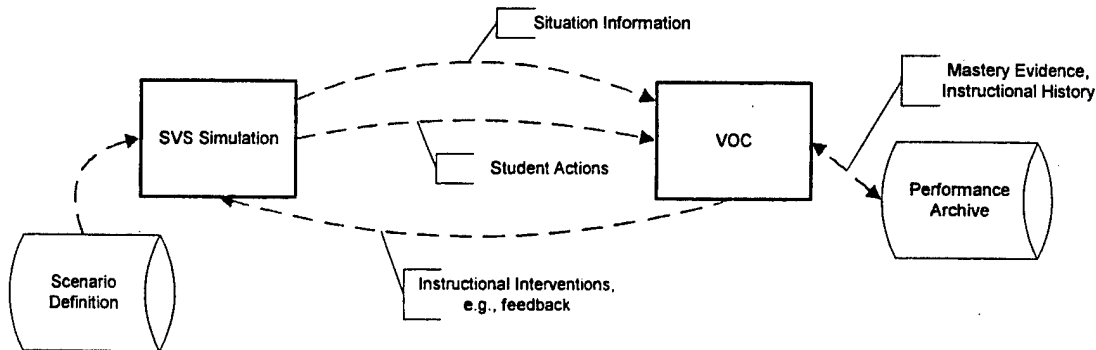 Situation Information
Mastery Evidence,
Instructional History
SVS Simulation
VOC
Student Actions
Performance
Archive
Scenario
Definition
Instructional Interventions,
e.g., feedback